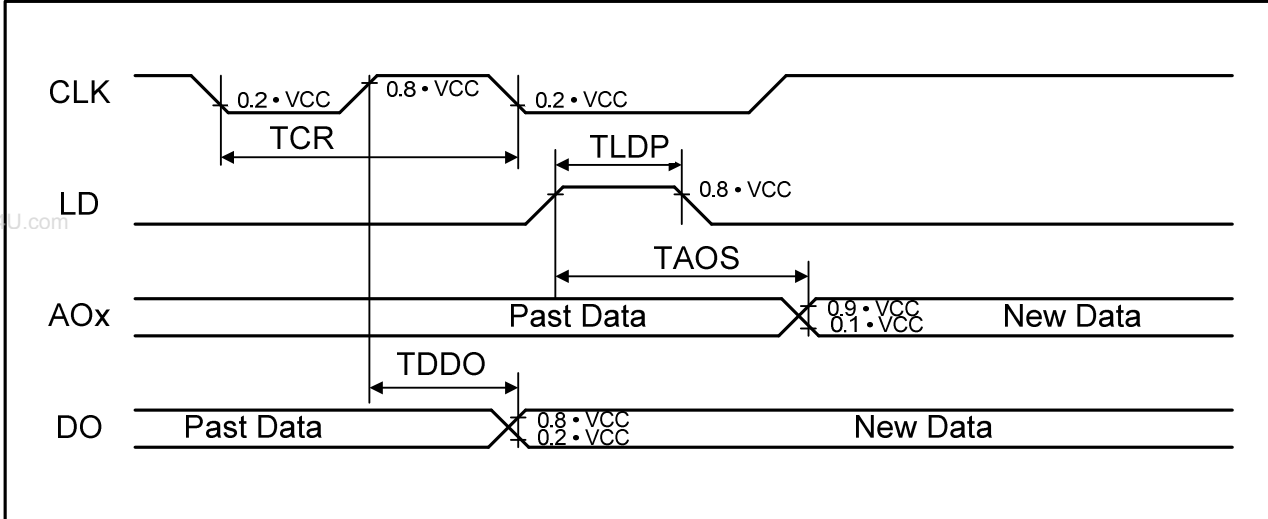 CLK
0.2・VCC
0.8・VCC
0.2・VCC
TCR
TLDP
LD
0.8・VCC
U.com
TAOS
AOx
Past Data
0.9・VCC
0.1・VCC
New Data
TDDO
DO
Past Data
0.8・VCC
0.2・VCC
New Data